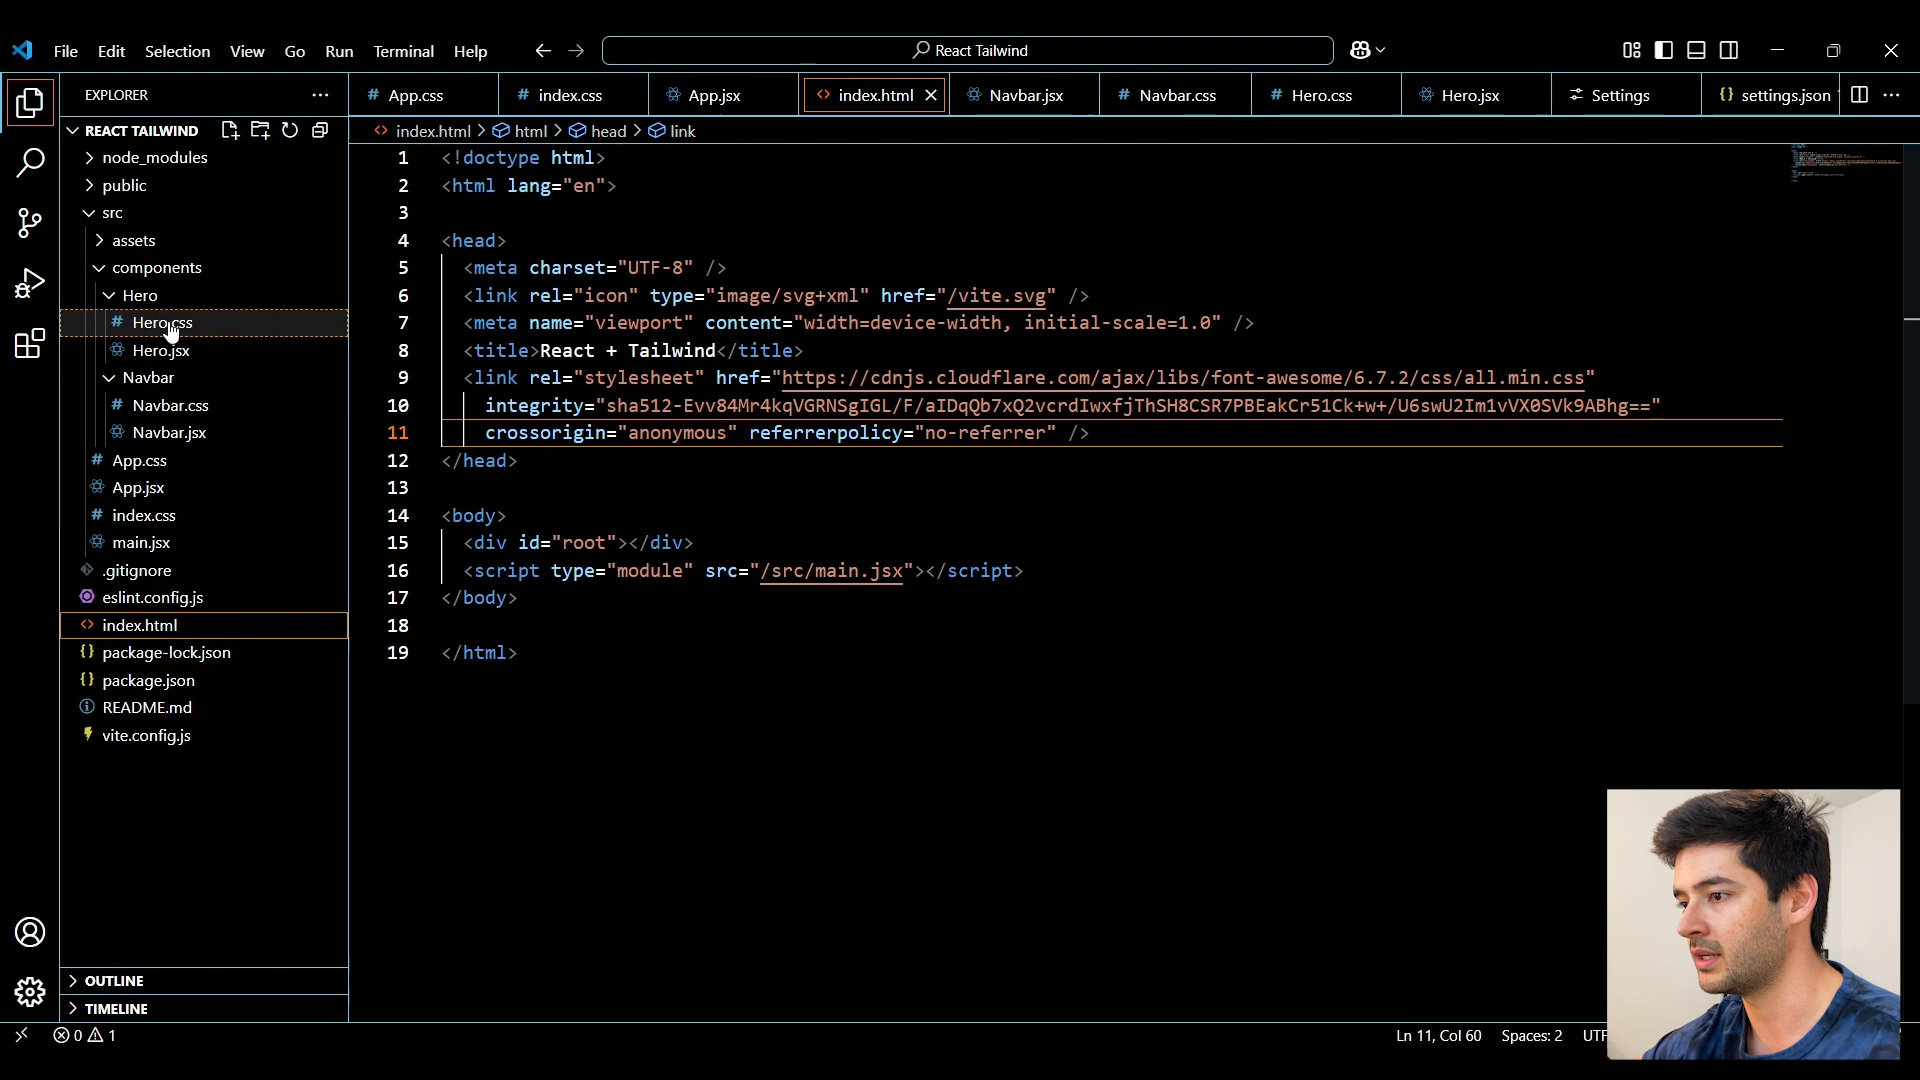 File Edit Selection View Go Run Terminal Help
React Tailwind
EXPLORER
App.css
index.css
App.jsx
index.html
Navbar.jsx
Navbar.css
Hero.css
Hero.jsx
Settings
settings.json
REACT TAILWIND
index.html > html > head > link
node_modules
public
src
assets
components
Hero
Hero.css
Hero.jsx
Navbar
Navbar.css
Navbar.jsx
App.css
App.jsx
index.css
main.jsx
.gitignore
eslint.config.js
index.html
package-lock.json
package.json
README.md
vite.config.js
OUTLINE
TIMELINE
1 <!doctype html>
2 <html lang="en">
3
4 <head>
5 <meta charset="UTF-8" />
6 <link rel="icon" type="image/svg+xml" href="/vite.svg" />
7 <meta name="viewport" content="width=device-width, initial-scale=1.0" />
8 <title>React + Tailwind</title>
9 <link rel="stylesheet" href="https://cdnjs.cloudflare.com/ajax/libs/font-awesome/6.7.2/css/all.min.css"
10 integrity="sha512-Evv84Mr4kqVGRNSgIGL/F/aIDqQb7xQ2vcrdIwxfjThSH8CSR7PBEakCr51Ck+w+/U6swU2Im1vVX0SVk9ABhg=="
11 crossorigin="anonymous" referrerpolicy="no-referrer" />
12 </head>
13
14 <body>
15 <div id="root"></div>
16 <script type="module" src="/src/main.jsx"></script>
17 </body>
18
19 </html>
0 1
Ln 11, Col 60 Spaces: 2 UTF